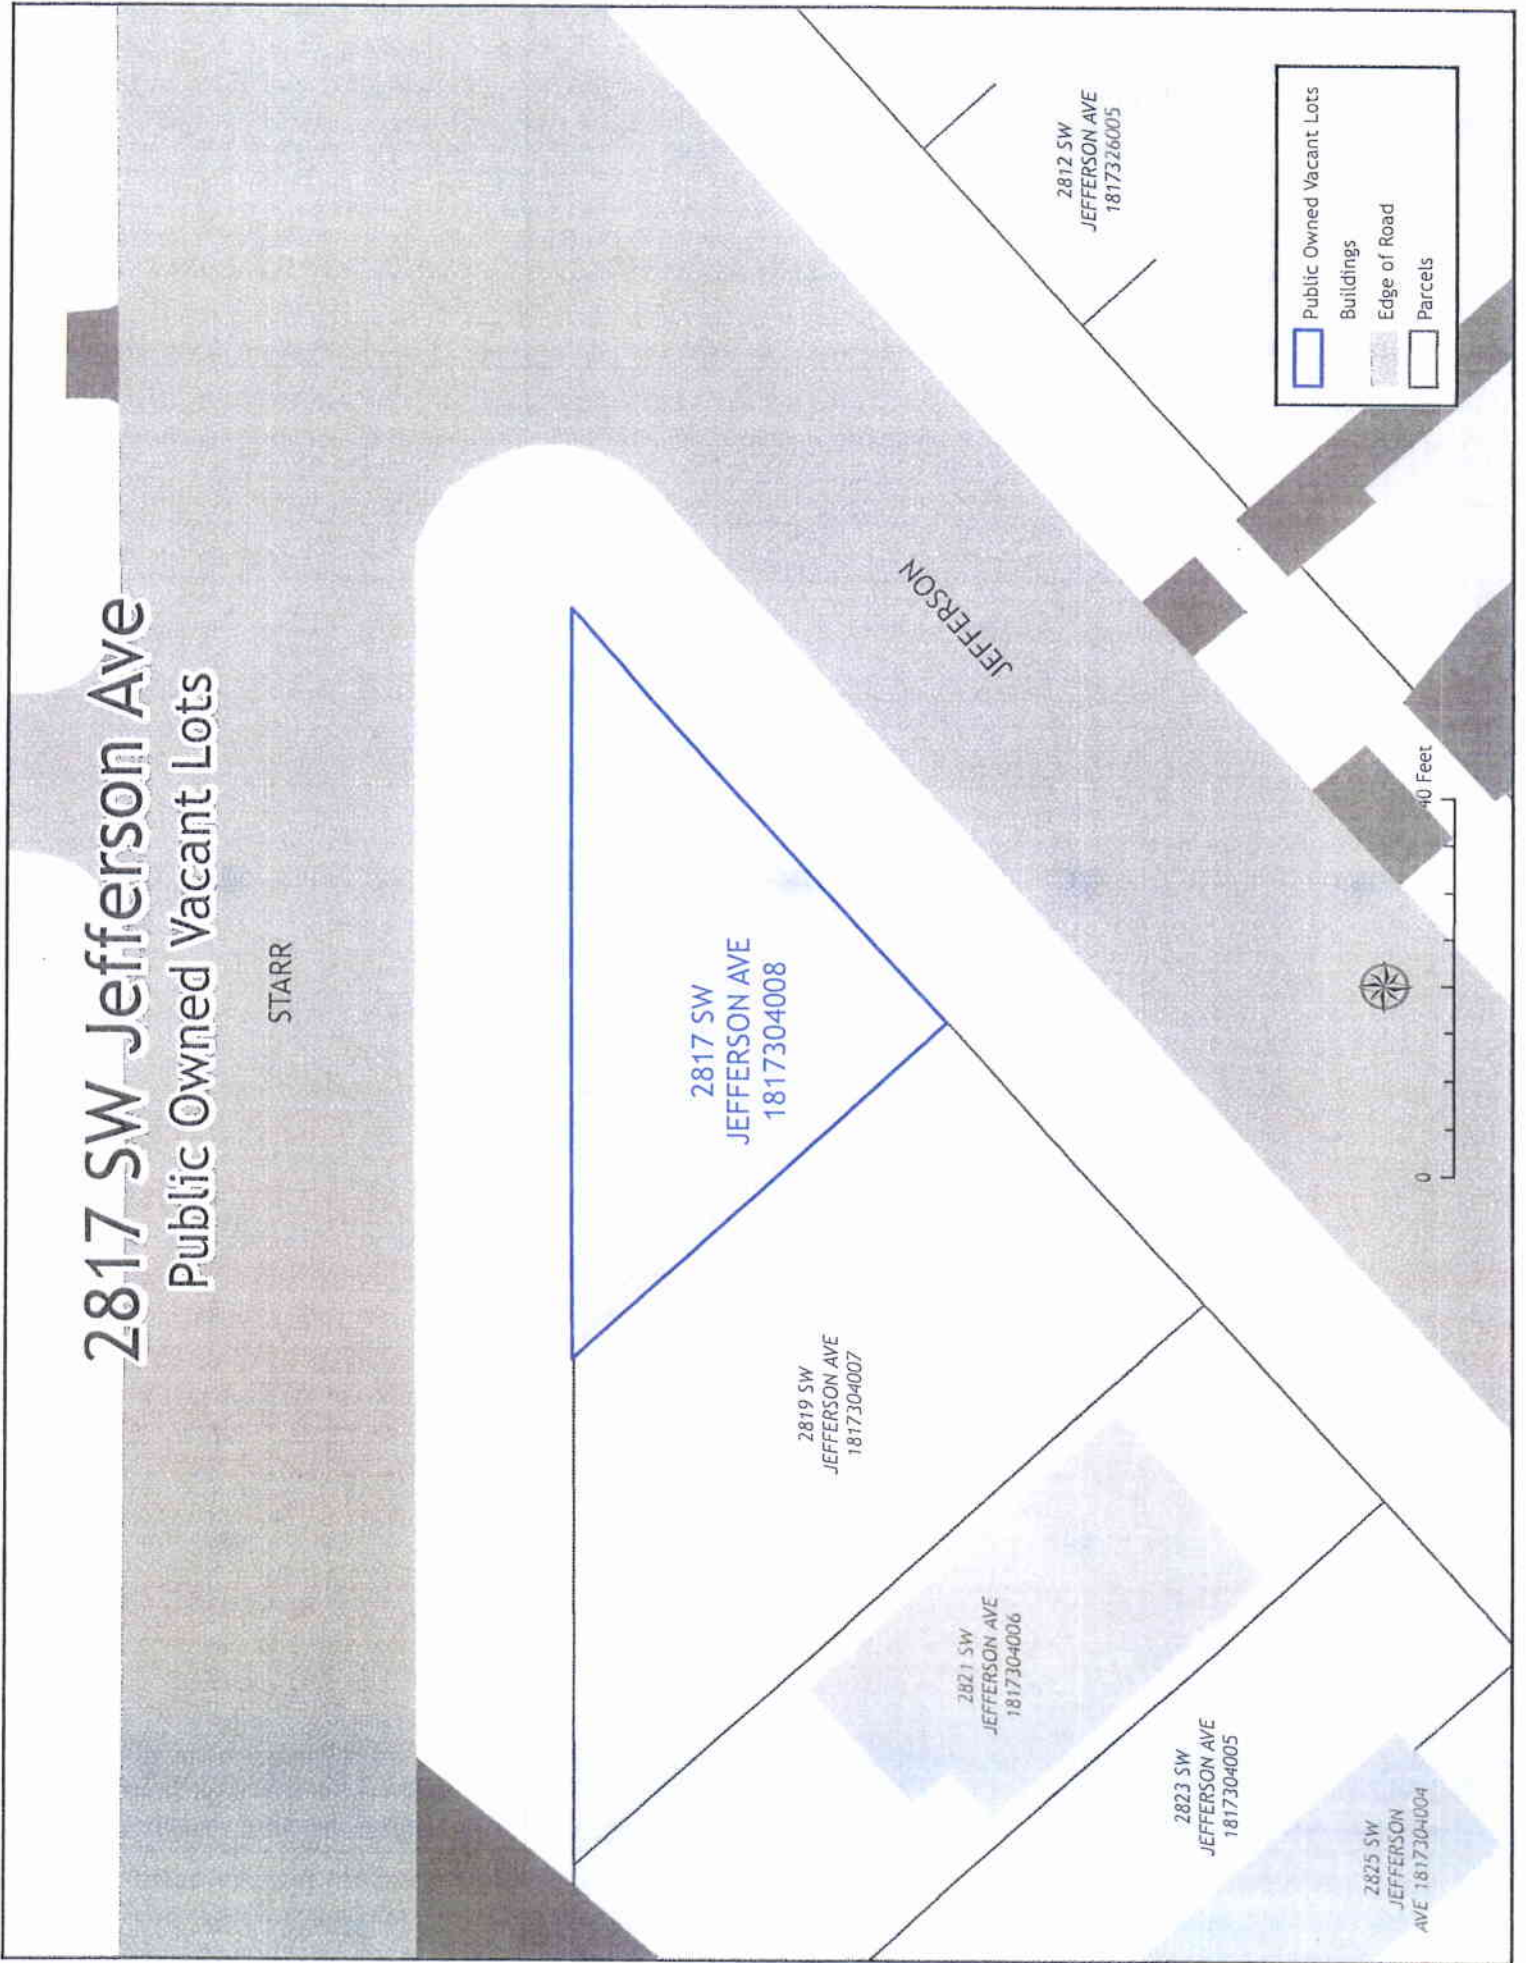 2817 SW Jefferson Ave
Public Owned Vacant Lots
STARR
JEFFERSON
2817 SW
JEFFERSON AVE
1817304008
2819 SW
JEFFERSON AVE
1817304007
2821 SW
JEFFERSON AVE
1817304006
2823 SW
JEFFERSON AVE
1817304005
2825 SW
JEFFERSON
AVE 1817304004
2812 SW
JEFFERSON AVE
1817326005
0
40 Feet
Public Owned Vacant Lots
Buildings
Edge of Road
Parcels